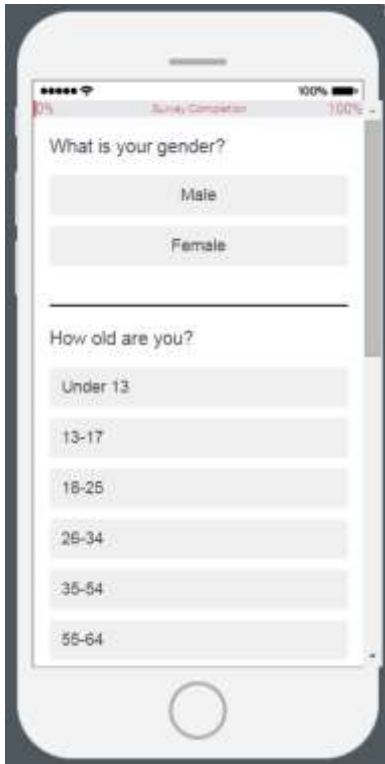 100%
0% Survey Completion 100%
What is your gender?
Male
Female
How old are you?
Under 13
13-17
18-25
26-34
35-54
55-64